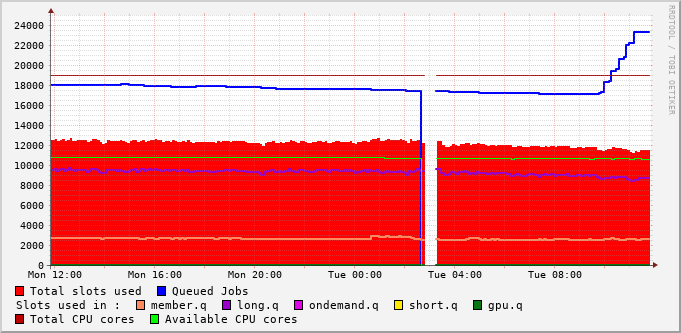 RRDTOOL / TOBI OETIKER
24000
22000
20000
18000
16000
14000
12000
10000
8000
6000
4000
2000
0
Mon 12:00 Mon 16:00 Mon 20:00 Tue 00:00 Tue 04:00 Tue 08:00
Total slots used Queued Jobs
Slots used in : member.q long.q ondemand.q short.q gpu.q
Total CPU cores Available CPU cores